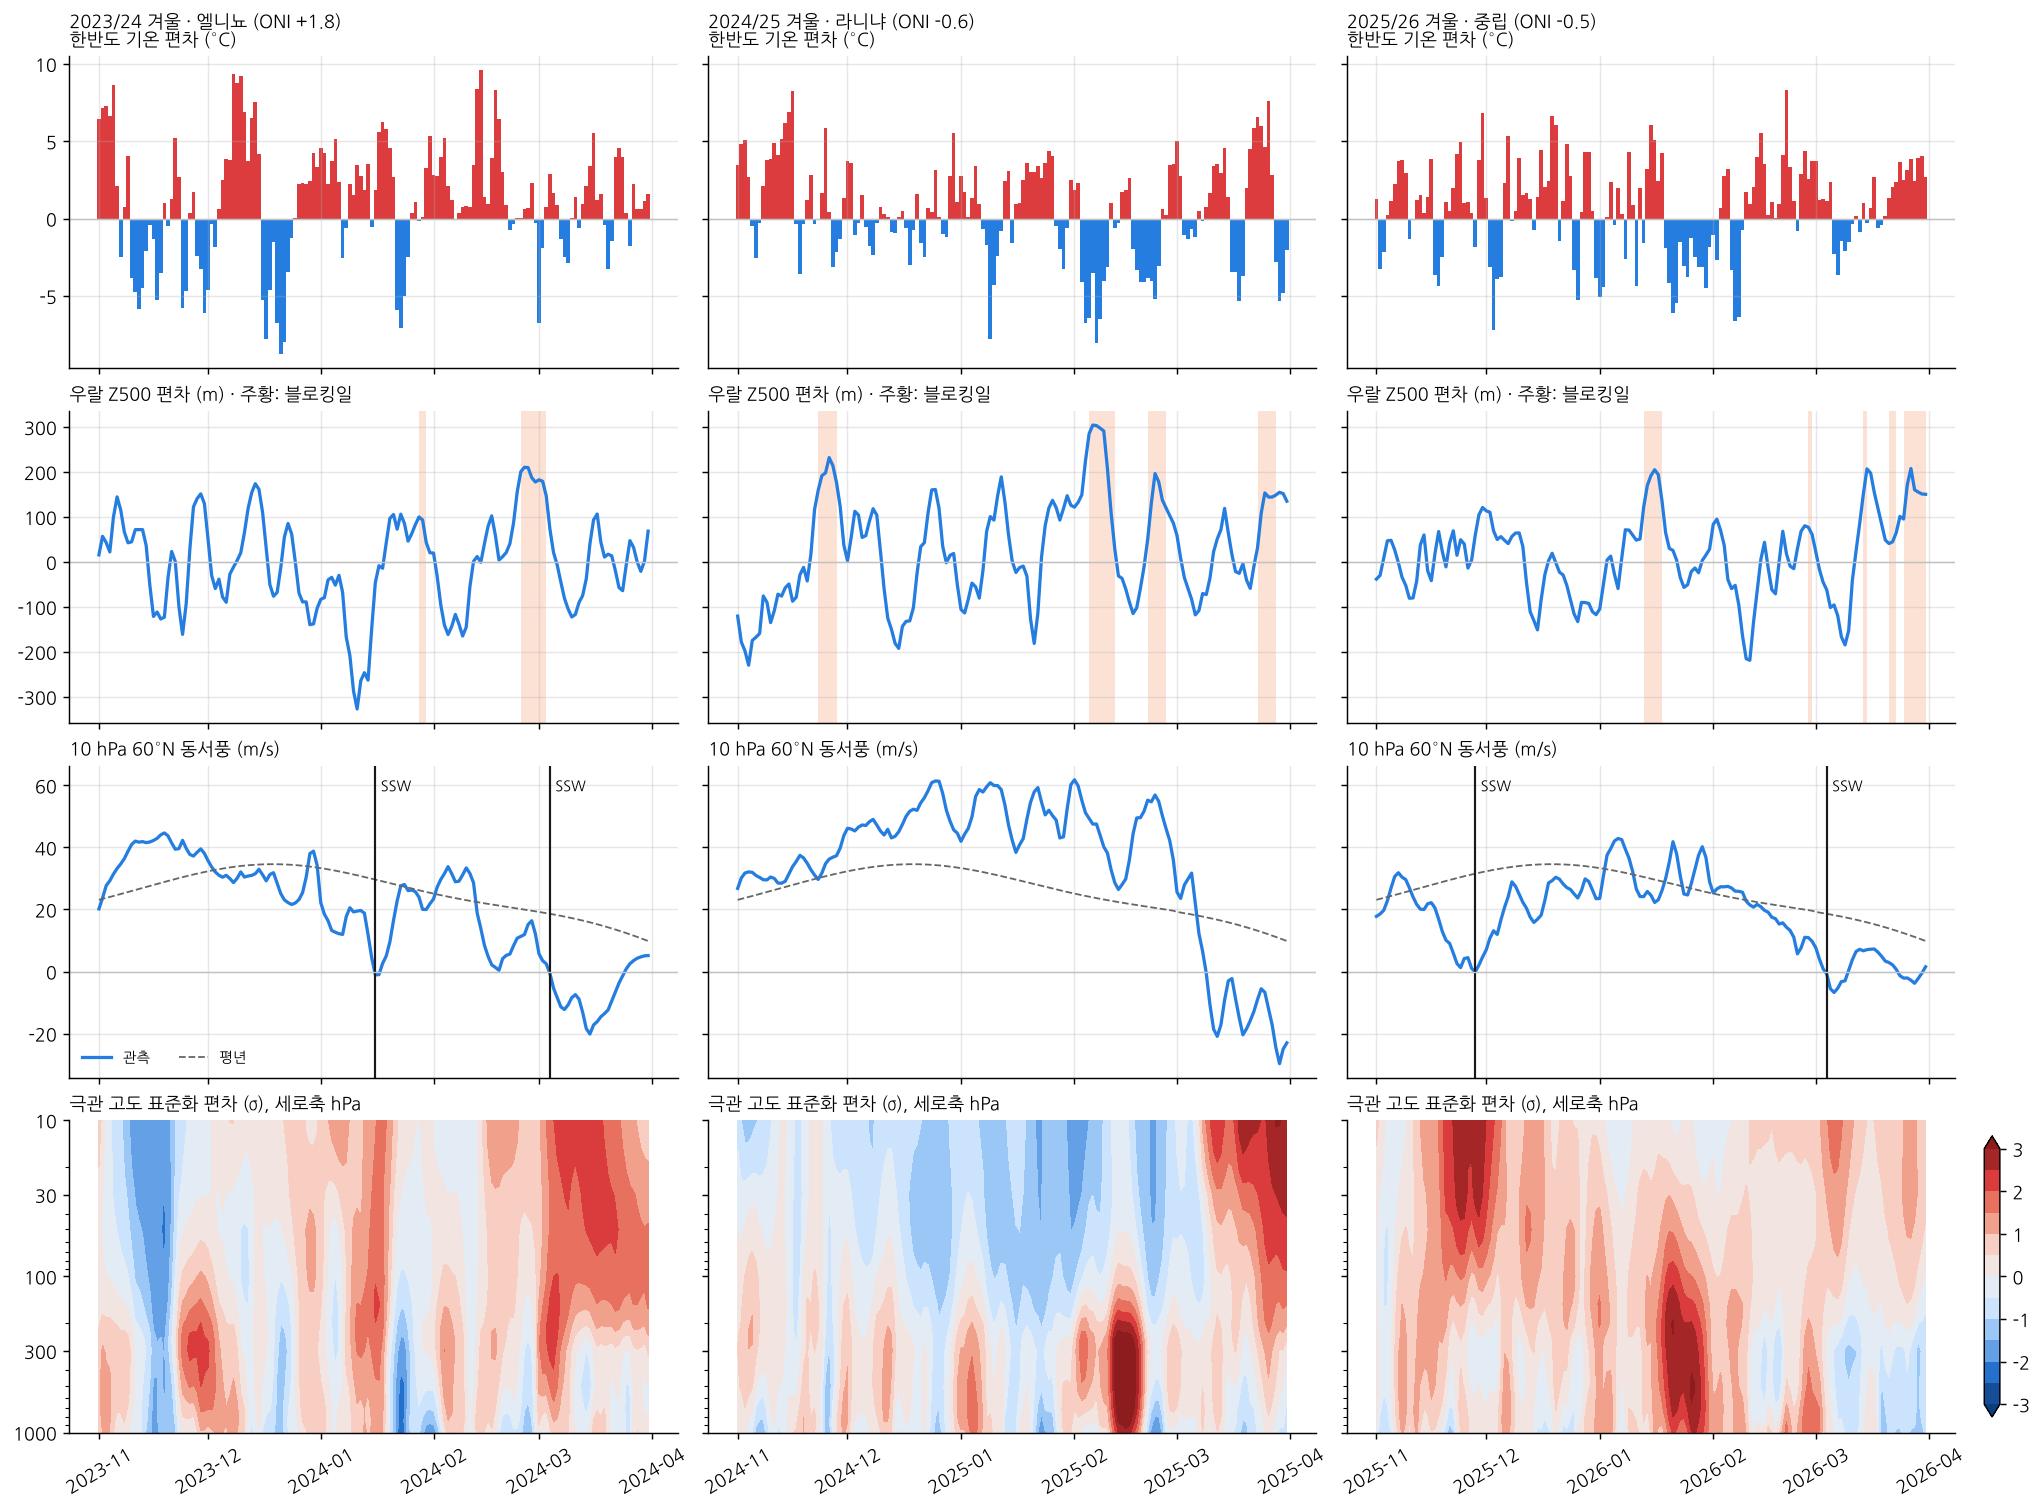 2023/24 겨울 · 엘니뇨 (ONI +1.8)
한반도 기온 편차 (°C)
2024/25 겨울 · 라니냐 (ONI -0.6)
한반도 기온 편차 (°C)
2025/26 겨울 · 중립 (ONI -0.5)
한반도 기온 편차 (°C)
10
5
0
-5
우랄 Z500 편차 (m) · 주황: 블로킹일
우랄 Z500 편차 (m) · 주황: 블로킹일
우랄 Z500 편차 (m) · 주황: 블로킹일
300
200
100
0
-100
-200
-300
10 hPa 60°N 동서풍 (m/s)
10 hPa 60°N 동서풍 (m/s)
10 hPa 60°N 동서풍 (m/s)
60
40
20
0
-20
SSW
SSW
SSW
SSW
관측
평년
극관 고도 표준화 편차 (σ), 세로축 hPa
극관 고도 표준화 편차 (σ), 세로축 hPa
극관 고도 표준화 편차 (σ), 세로축 hPa
10
30
100
300
1000
3
2
1
0
-1
-2
-3
2023-11
2023-12
2024-01
2024-02
2024-03
2024-04
2024-11
2024-12
2025-01
2025-02
2025-03
2025-04
2025-11
2025-12
2026-01
2026-02
2026-03
2026-04